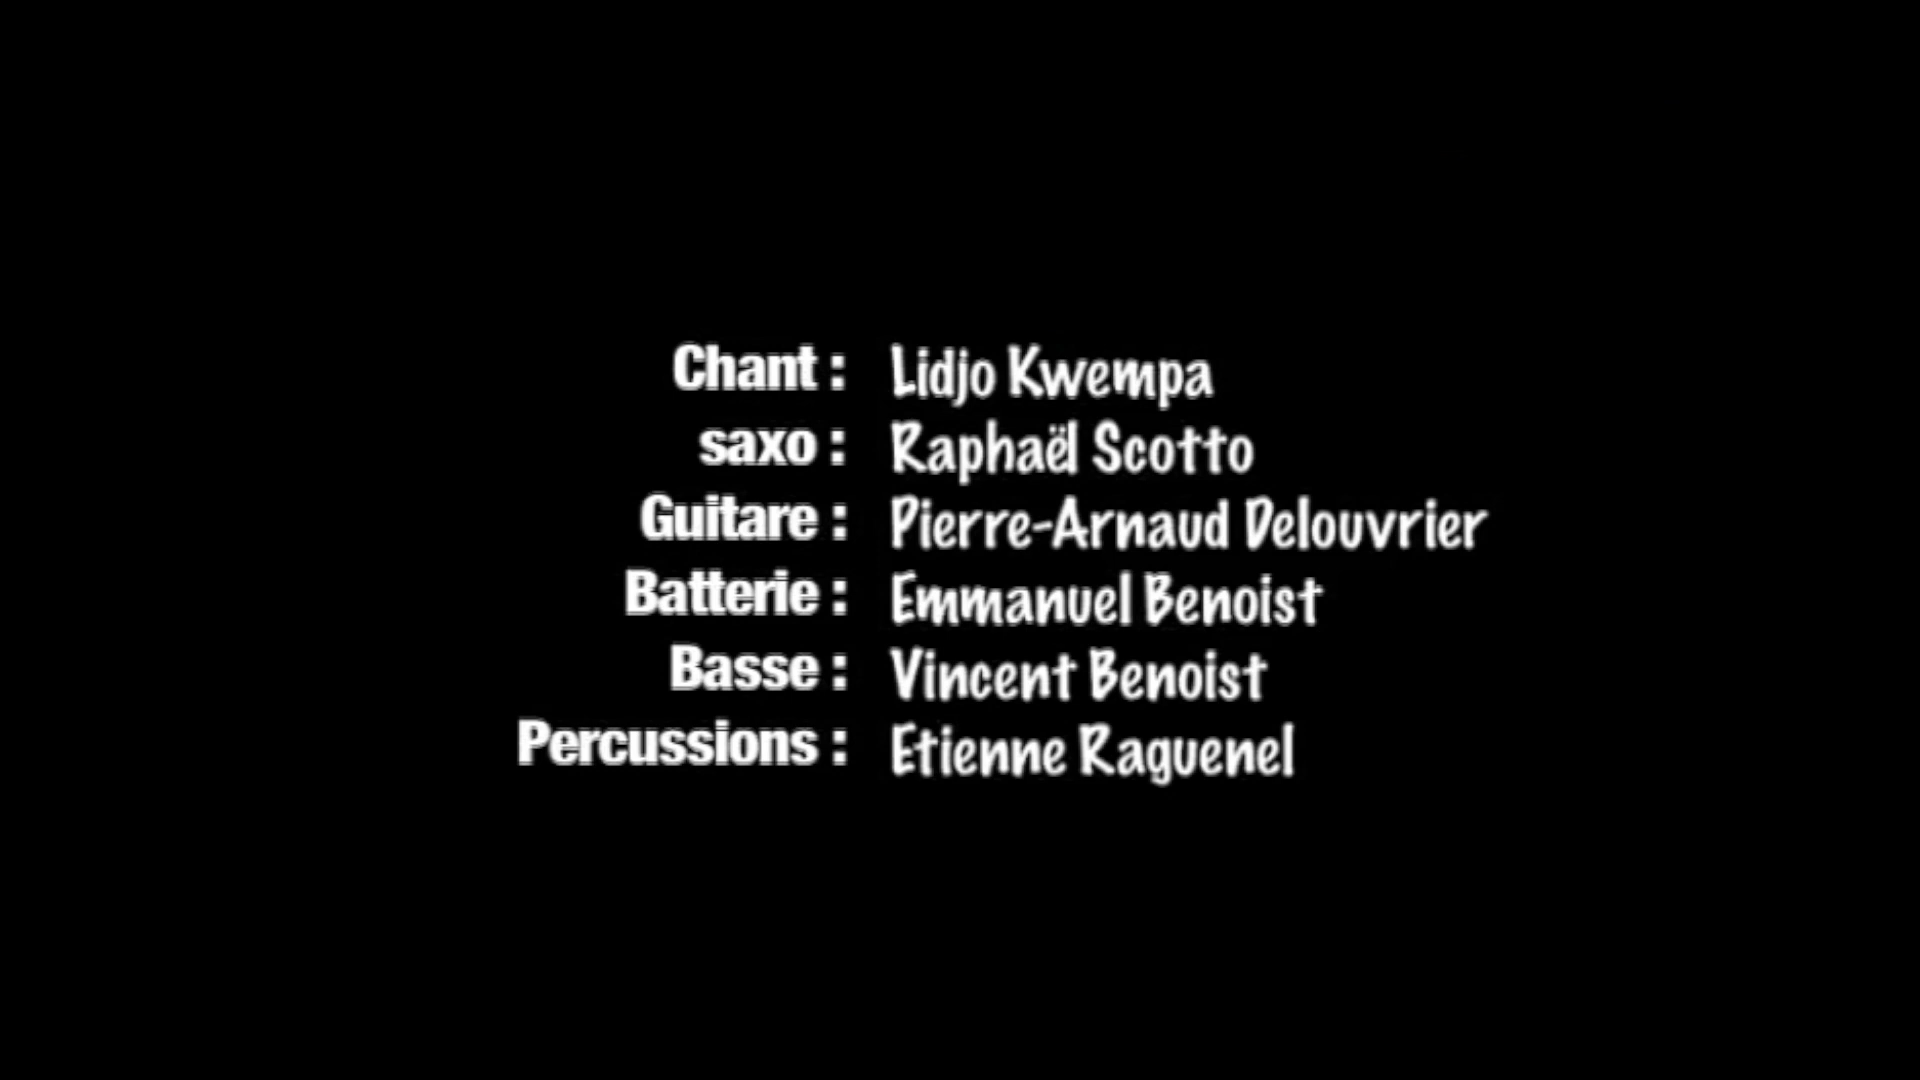 Chant : Lidjo Kwempa
saxo : Raphaël Scotto
Guitare : Pierre-Arnaud Delouvrier
Batterie : Emmanuel Benoist
Basse : Vincent Benoist
Percussions : Etienne Raguenel